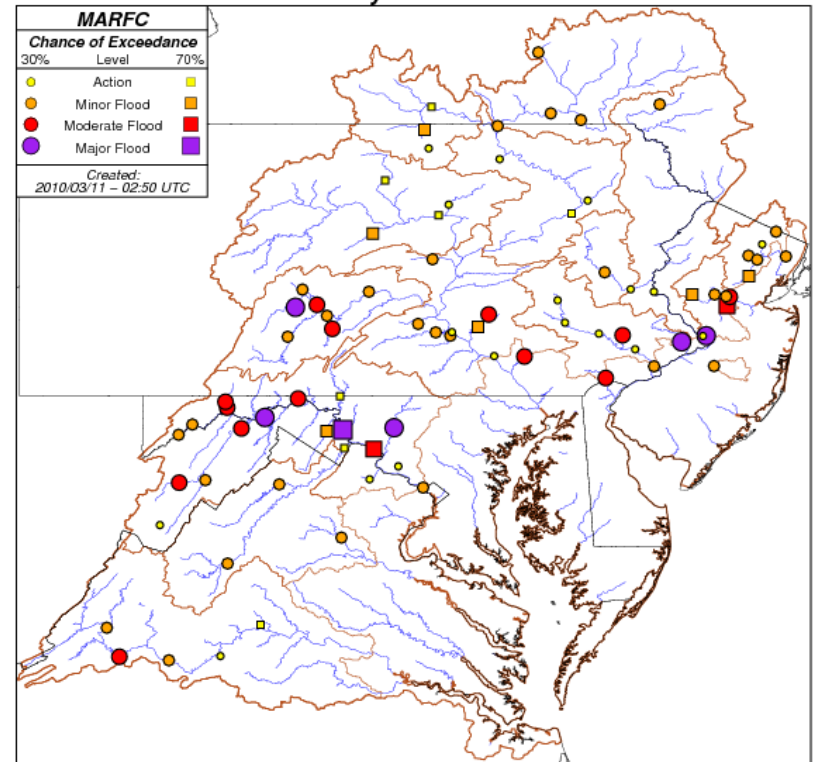 MARFC
Chance of Exceedance
30% Level 70%
Action
Minor Flood
Moderate Flood
Major Flood
Created:
2010/03/11 – 02:50 UTC